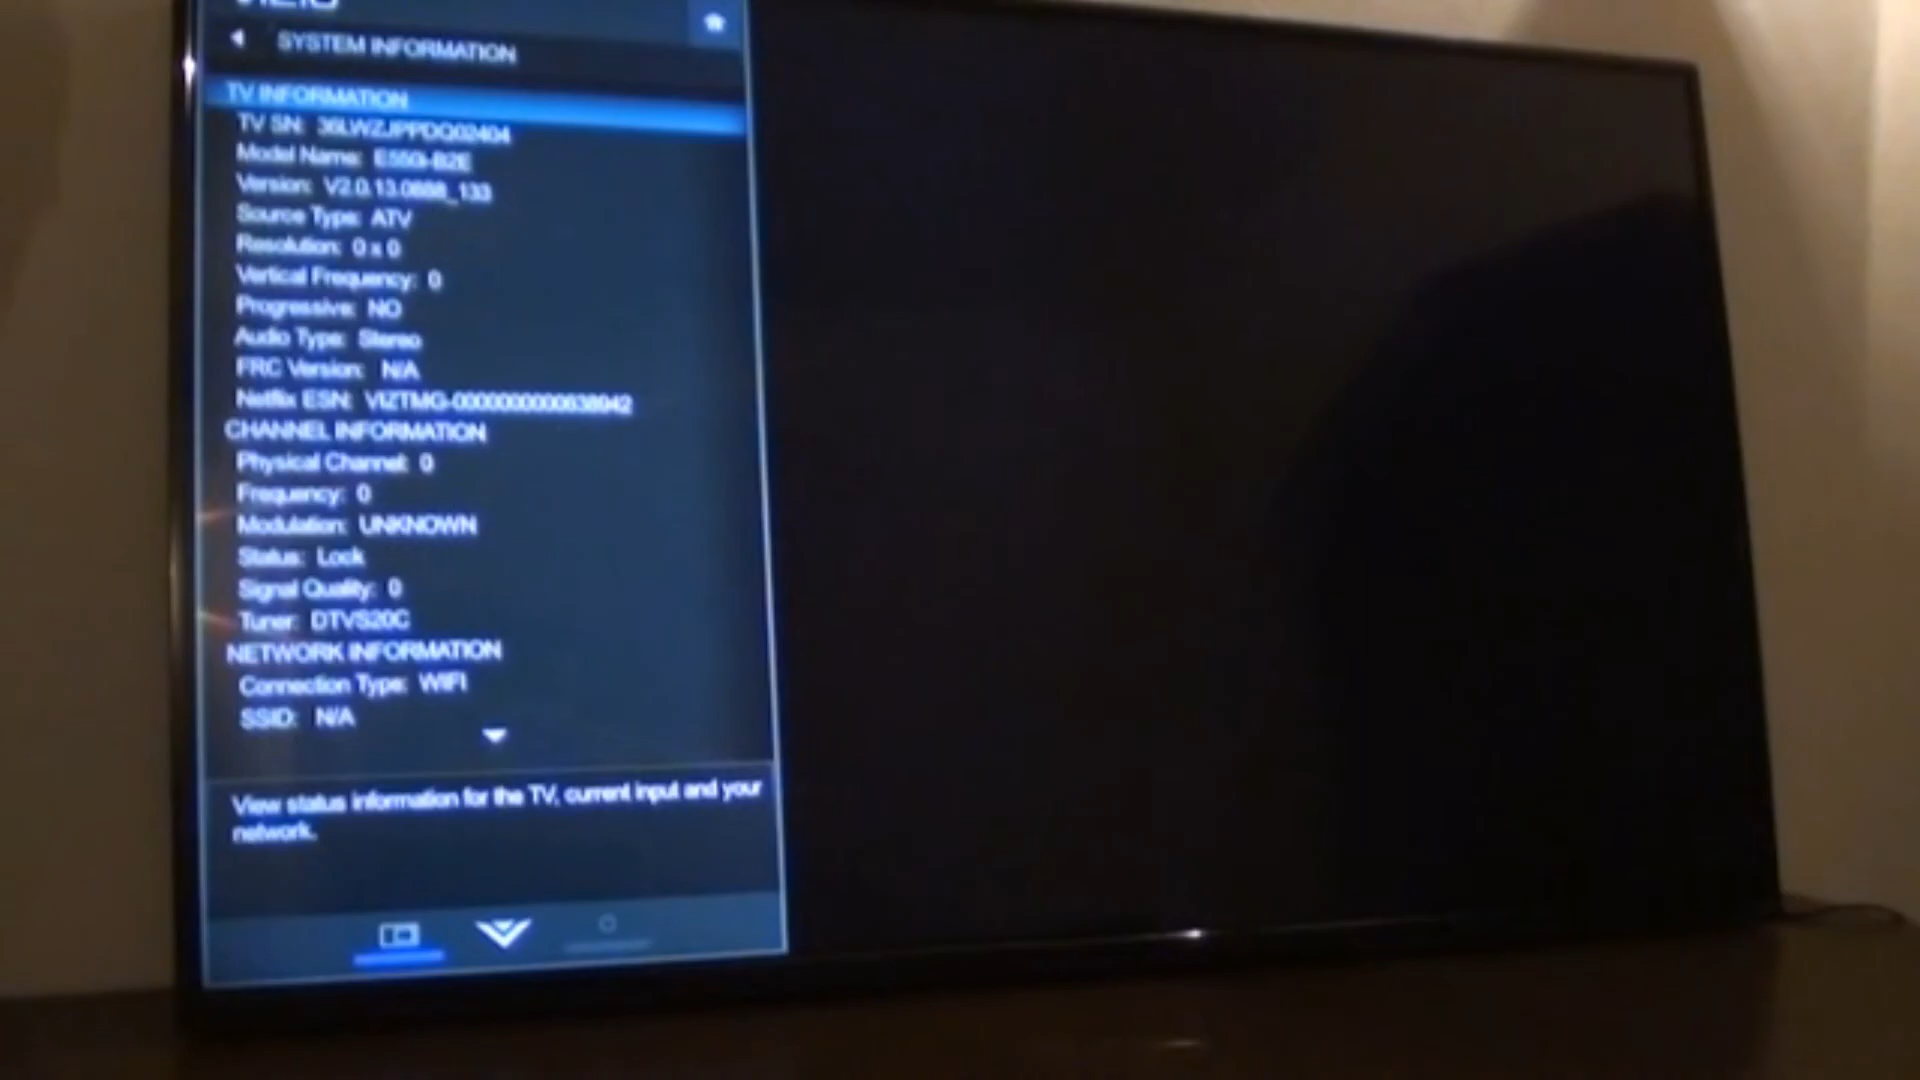 VIZIO
SYSTEM INFORMATION
TV INFORMATION
TV SN: 36LWZJPPDQ02404
Model Name: E550i-B2E
Version: V2.0.13.0888_133
Source Type: ATV
Resolution: 0 x 0
Vertical Frequency: 0
Progressive: NO
Audio Type: Stereo
FRC Version: N/A
Netflix ESN: VIZTMG-0000000000638942
CHANNEL INFORMATION
Physical Channel: 0
Frequency: 0
Modulation: UNKNOWN
Status: Lock
Signal Quality: 0
Tuner: DTVS20C
NETWORK INFORMATION
Connection Type: WIFI
SSID: N/A
View status information for the TV, current input and your
network.